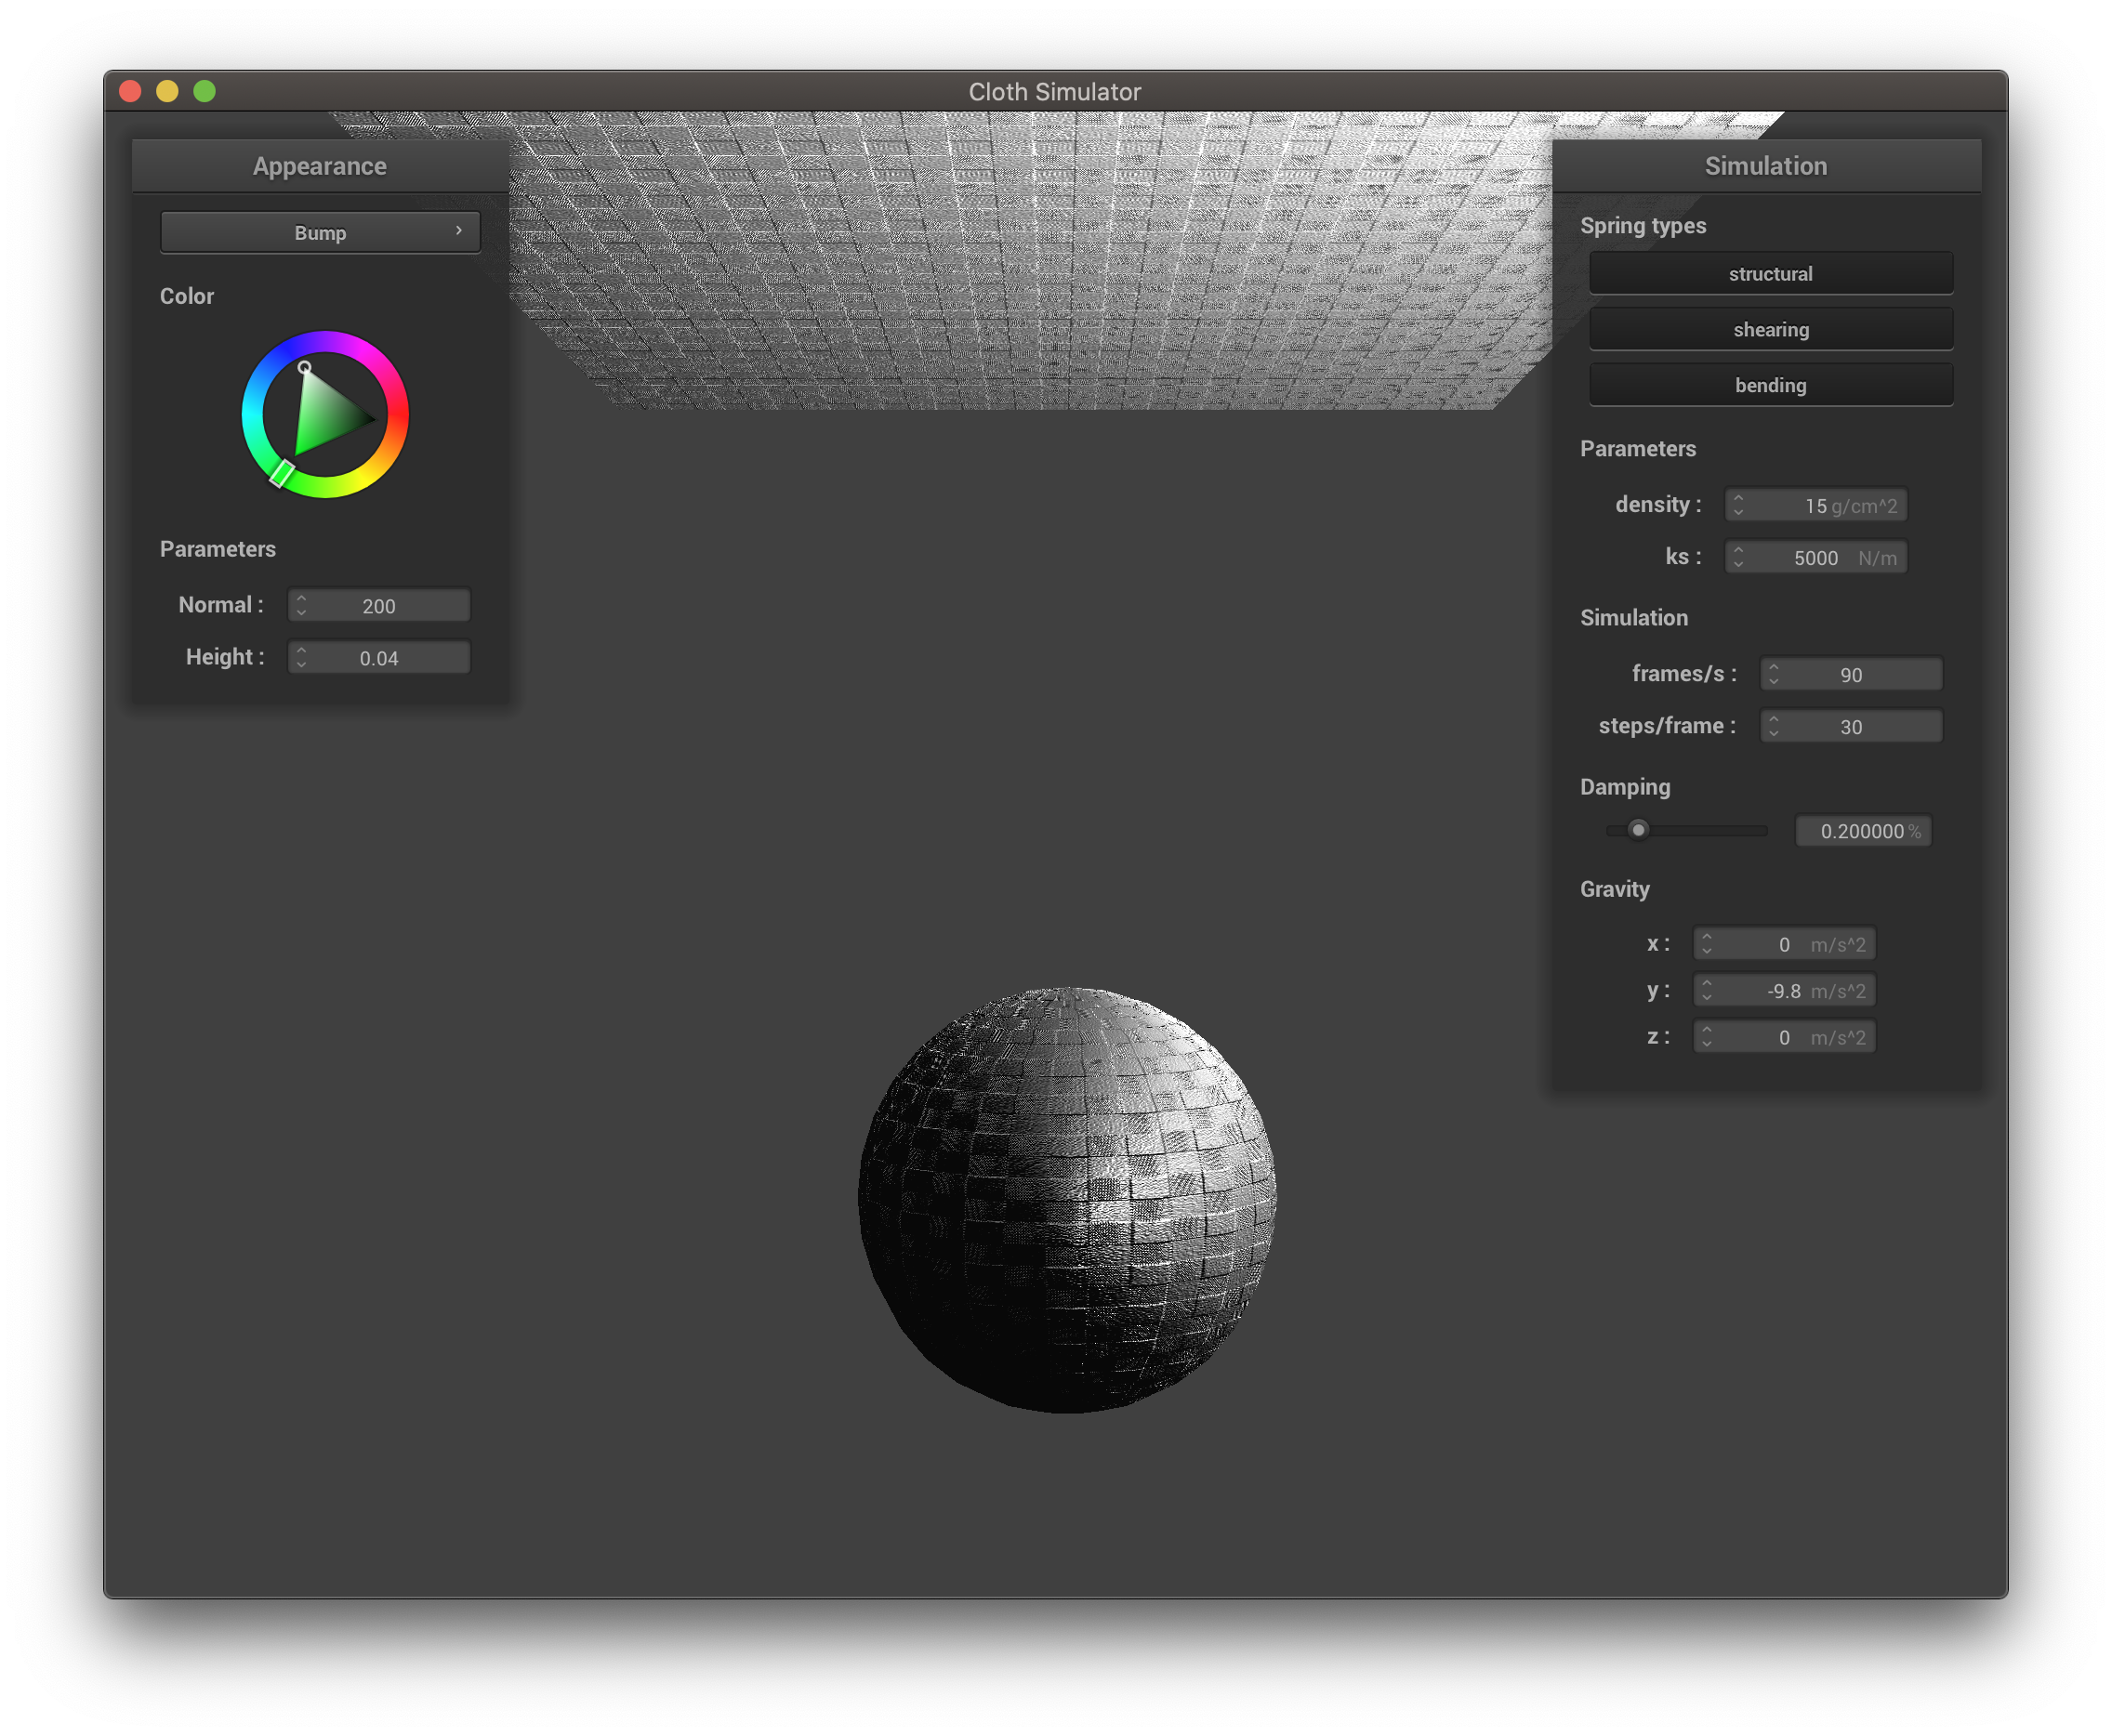 Cloth Simulator
Appearance
Bump
Color
Parameters
Normal : 200
Height : 0.04
Simulation
Spring types
structural
shearing
bending
Parameters
density : 15 g/cm^2
ks : 5000 N/m
Simulation
frames/s : 90
steps/frame : 30
Damping
0.200000 %
Gravity
x : 0 m/s^2
y : -9.8 m/s^2
z : 0 m/s^2